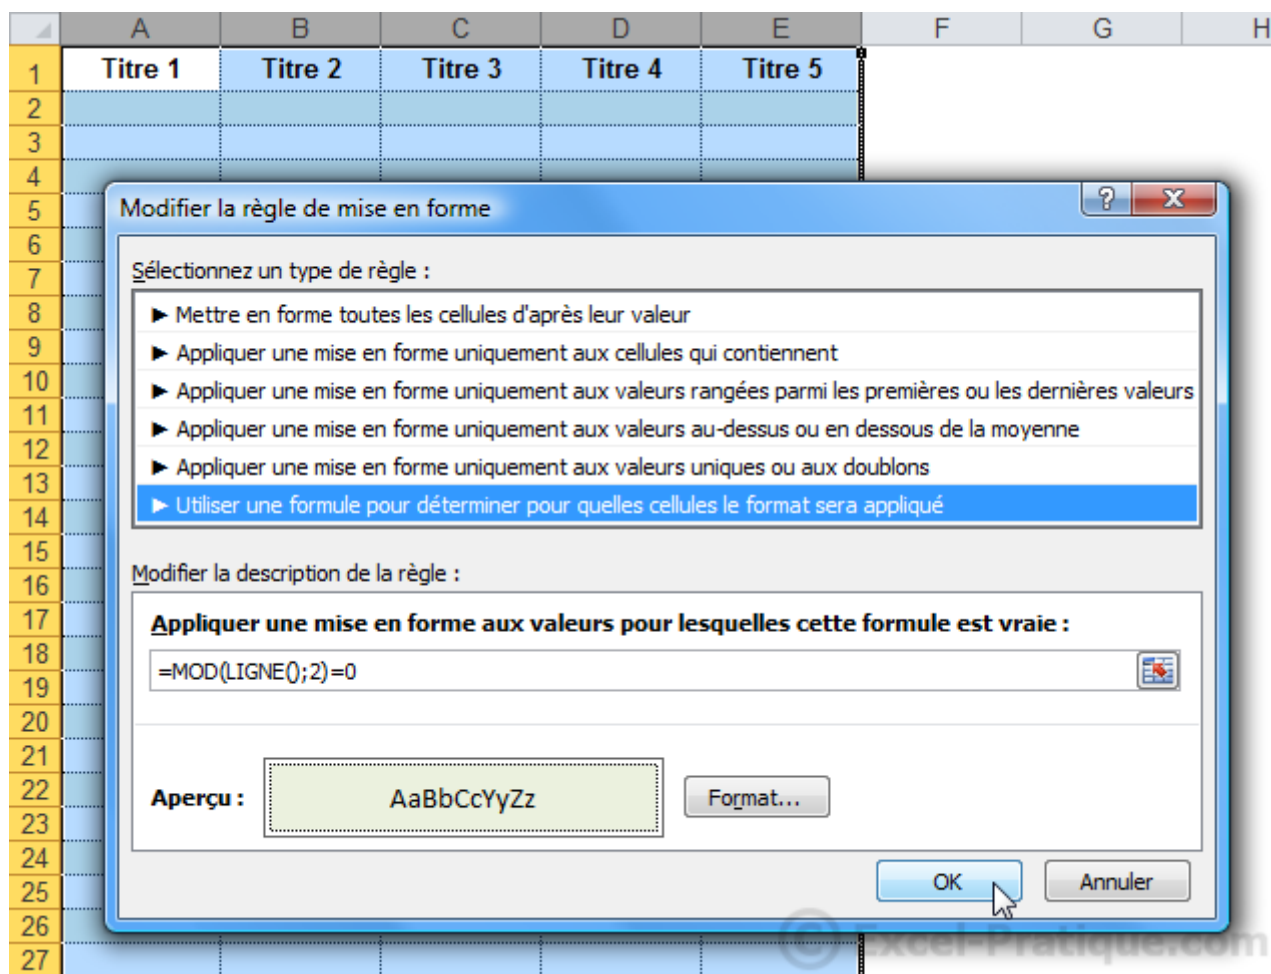 A B C D E F G H
1 Titre 1 Titre 2 Titre 3 Titre 4 Titre 5
2
3
4
5
6
7
8
9
10
11
12
13
14
15
16
17
18
19
20
21
22
23
24
25
26
27
Modifier la règle de mise en forme
?
X
Sélectionnez un type de règle :
► Mettre en forme toutes les cellules d'après leur valeur
► Appliquer une mise en forme uniquement aux cellules qui contiennent
► Appliquer une mise en forme uniquement aux valeurs rangées parmi les premières ou les dernières valeurs
► Appliquer une mise en forme uniquement aux valeurs au-dessus ou en dessous de la moyenne
► Appliquer une mise en forme uniquement aux valeurs uniques ou aux doublons
► Utiliser une formule pour déterminer pour quelles cellules le format sera appliqué
Modifier la description de la règle :
Appliquer une mise en forme aux valeurs pour lesquelles cette formule est vraie :
=MOD(LIGNE();2)=0
Aperçu : AaBbCcYyZz Format...
OK Annuler
© Excel-Pratique.com